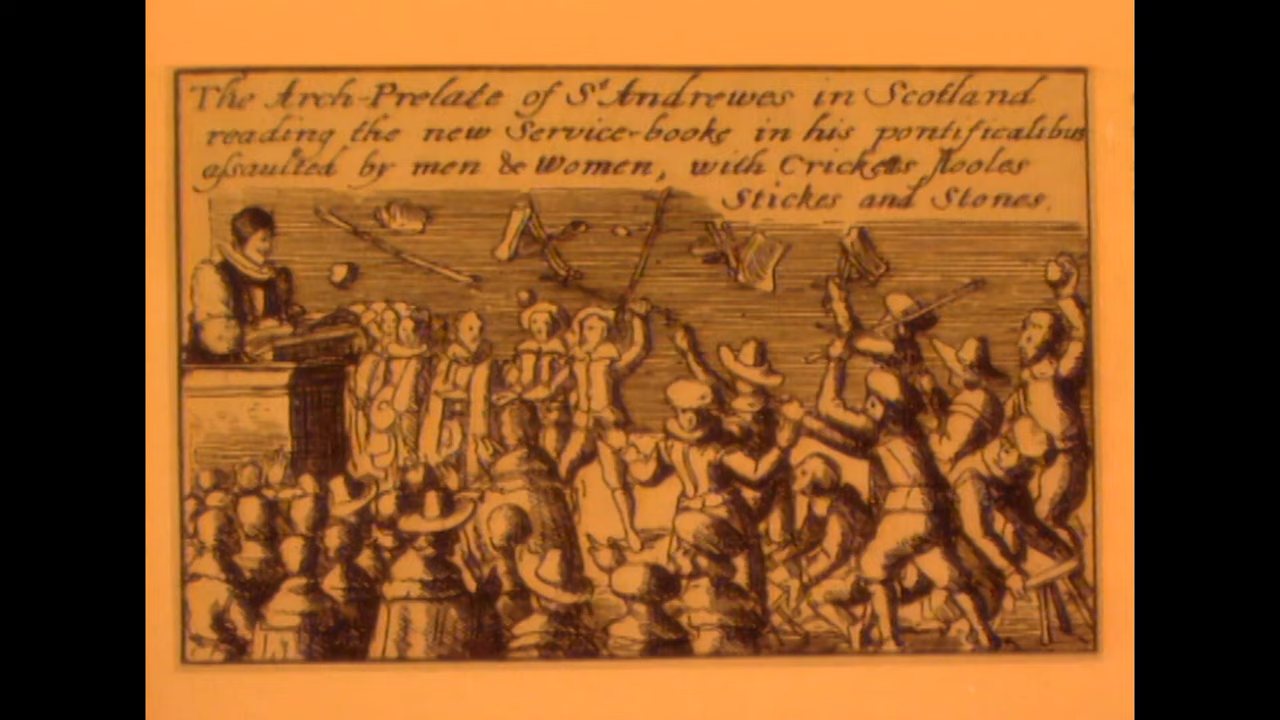 The Arch-Prelate of St Andrewes in Scotland
reading the new Service-booke in his pontificalibus
assaulted by men & Women, with Crickets stooles
Stickes and Stones.